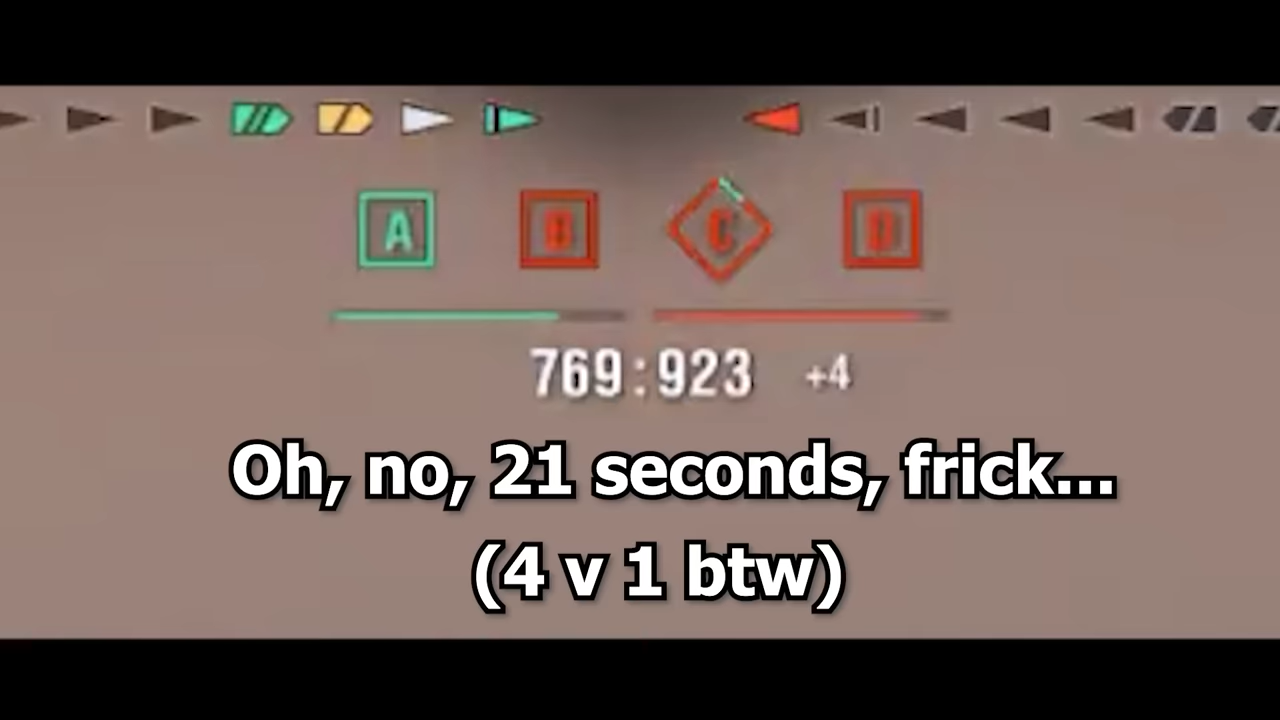 A B C D
769:923 +4
Oh, no, 21 seconds, frick...
(4 v 1 btw)